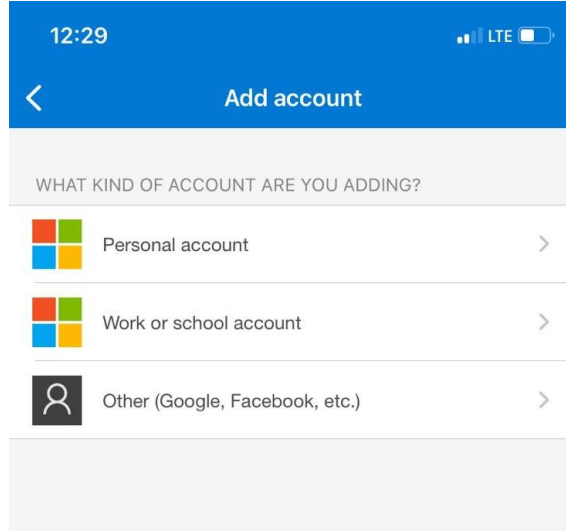 12:29 LTE
Add account
WHAT KIND OF ACCOUNT ARE YOU ADDING?
Personal account
Work or school account
Other (Google, Facebook, etc.)